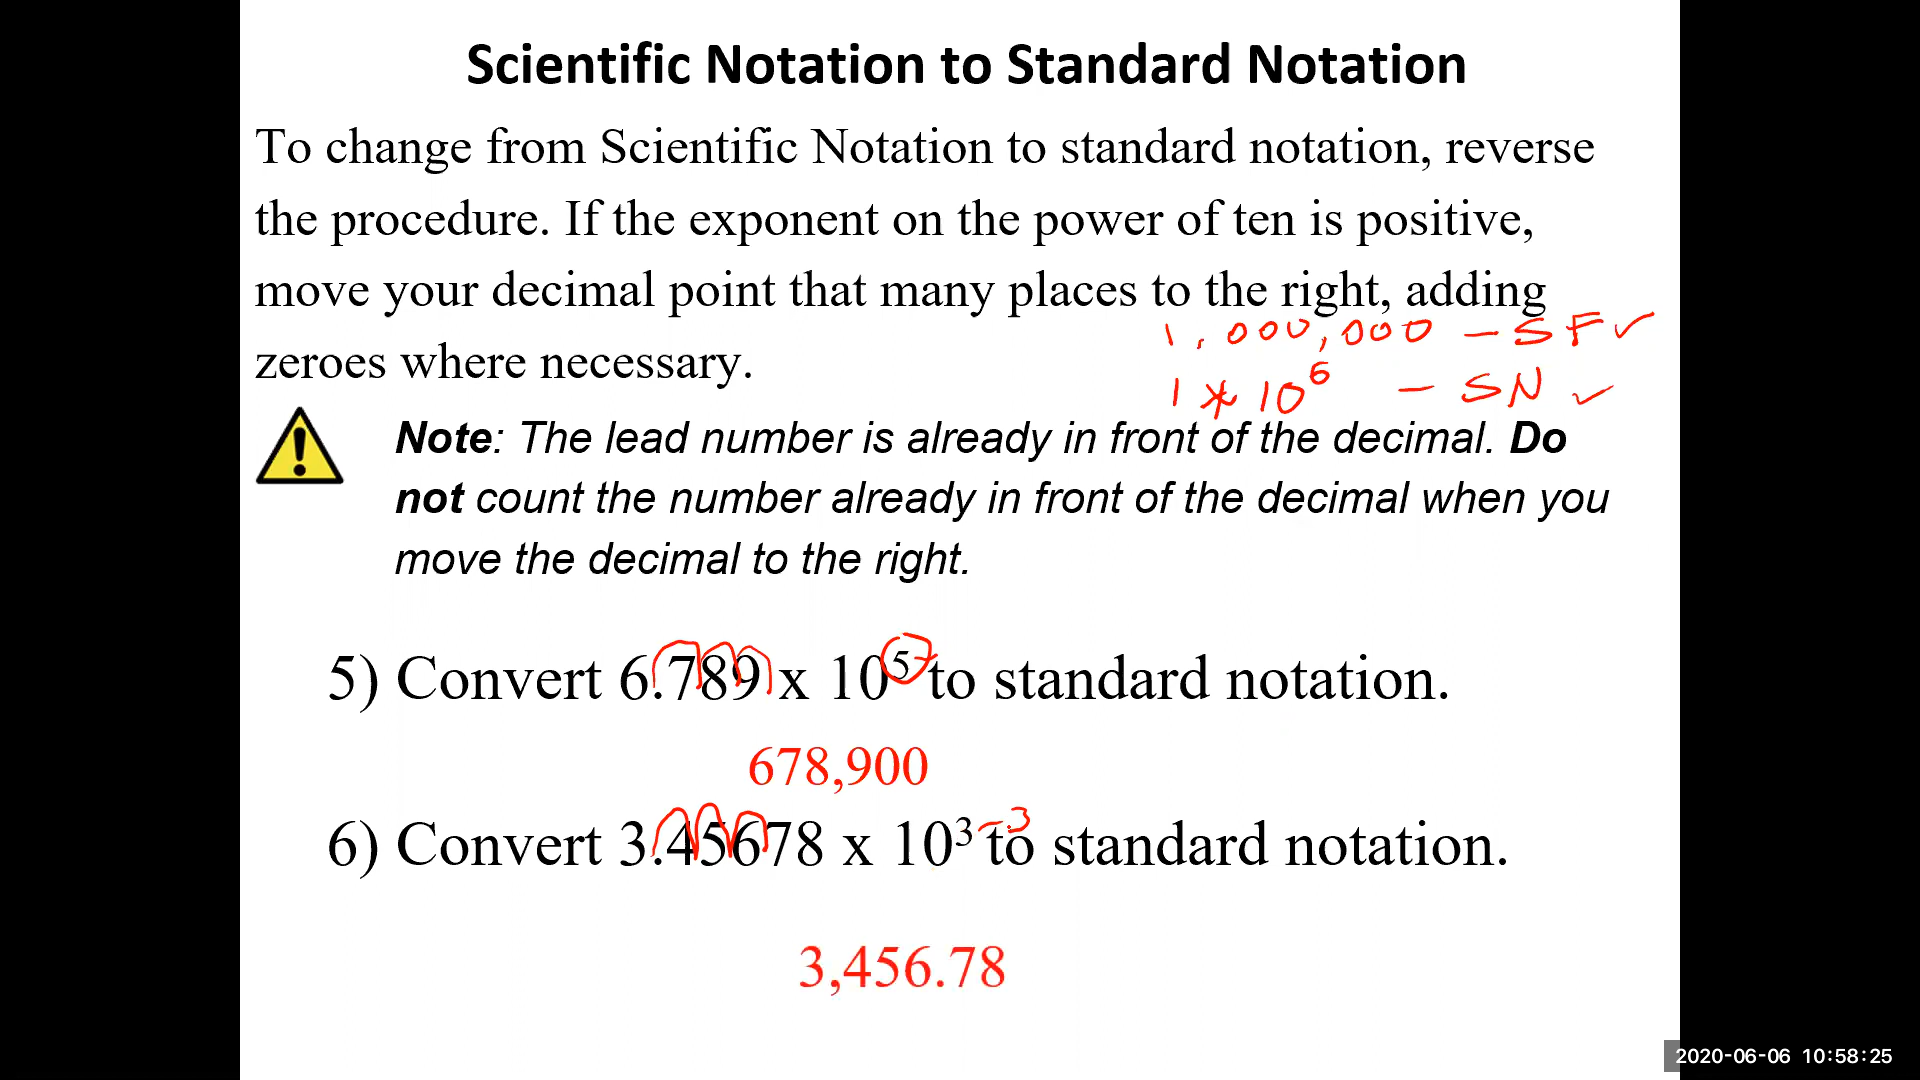 Scientific Notation to Standard Notation
To change from Scientific Notation to standard notation, reverse
the procedure. If the exponent on the power of ten is positive,
move your decimal point that many places to the right, adding
1,000,000 – SF ✓
zeroes where necessary.
1 * 10⁶ – SN ✓
Note: The lead number is already in front of the decimal. Do
not count the number already in front of the decimal when you
move the decimal to the right.
5) Convert 6.789 x 10⁵ to standard notation.
678,900
6) Convert 3.45678 x 10³ to standard notation.
– 3
3,456.78
2020-06-06 10:58:25